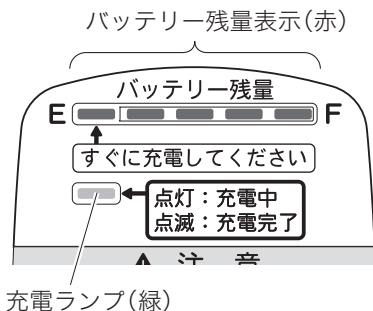 バッテリー残量表示(赤)
バッテリー残量
E F
すぐに充電してください
点灯:充電中
点滅:充電完了
注 意
充電ランプ(緑)